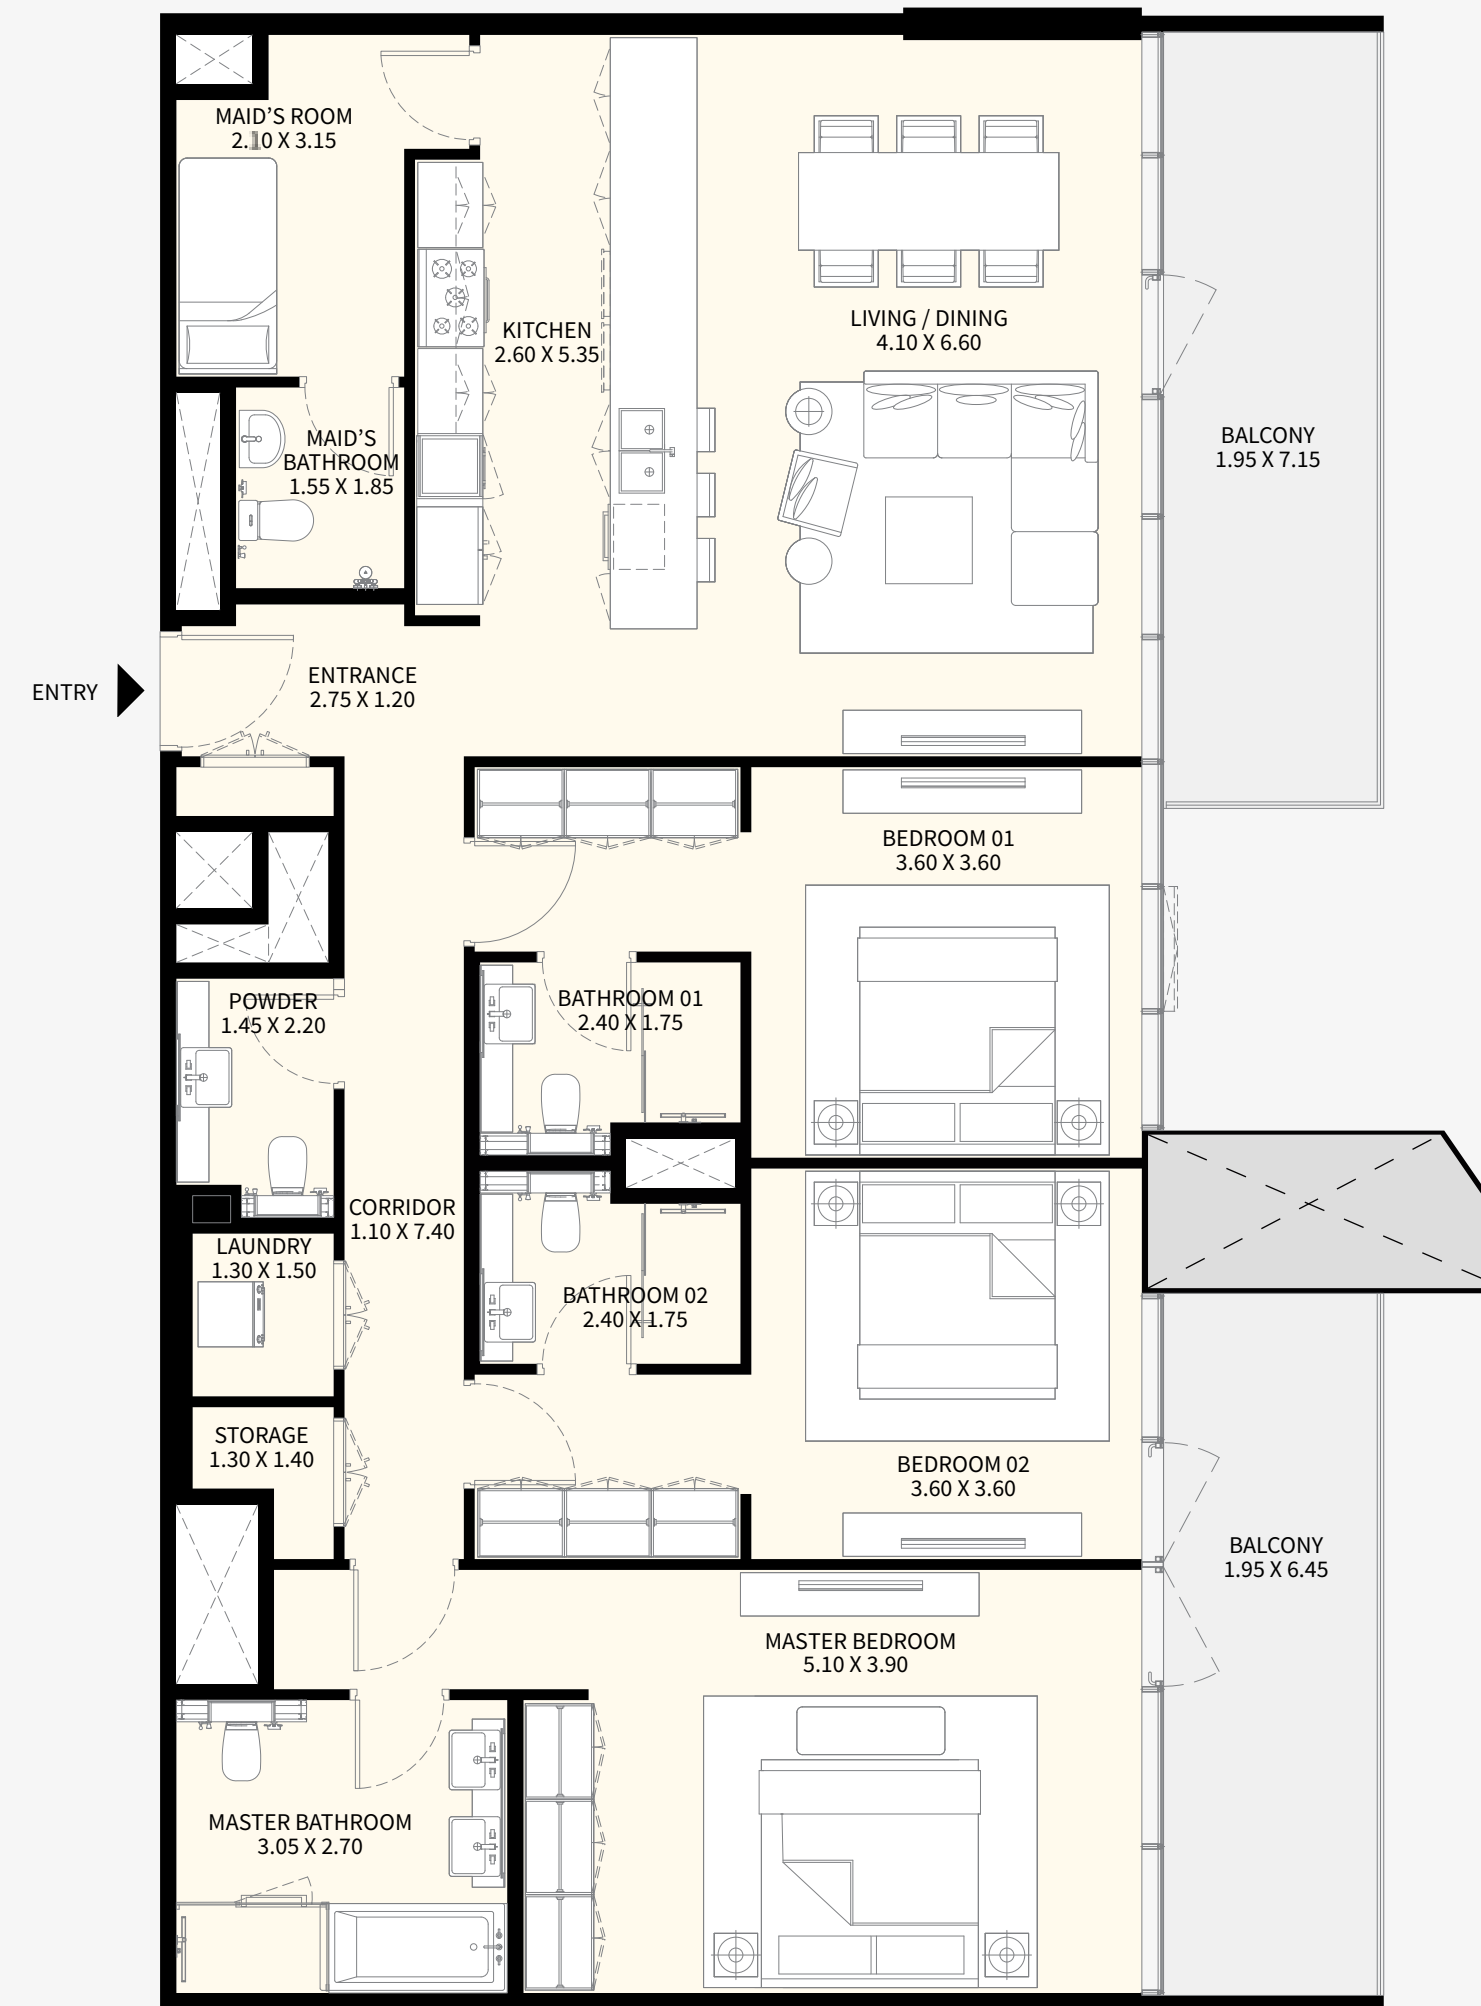 MAID’S ROOM
2.10 X 3.15
KITCHEN
2.60 X 5.35
LIVING / DINING
4.10 X 6.60
BALCONY
1.95 X 7.15
MAID’S
BATHROOM
1.55 X 1.85
ENTRY
ENTRANCE
2.75 X 1.20
BEDROOM 01
3.60 X 3.60
POWDER
1.45 X 2.20
BATHROOM 01
2.40 X 1.75
CORRIDOR
1.10 X 7.40
LAUNDRY
1.30 X 1.50
BATHROOM 02
2.40 X 1.75
STORAGE
1.30 X 1.40
BEDROOM 02
3.60 X 3.60
BALCONY
1.95 X 6.45
MASTER BEDROOM
5.10 X 3.90
MASTER BATHROOM
3.05 X 2.70